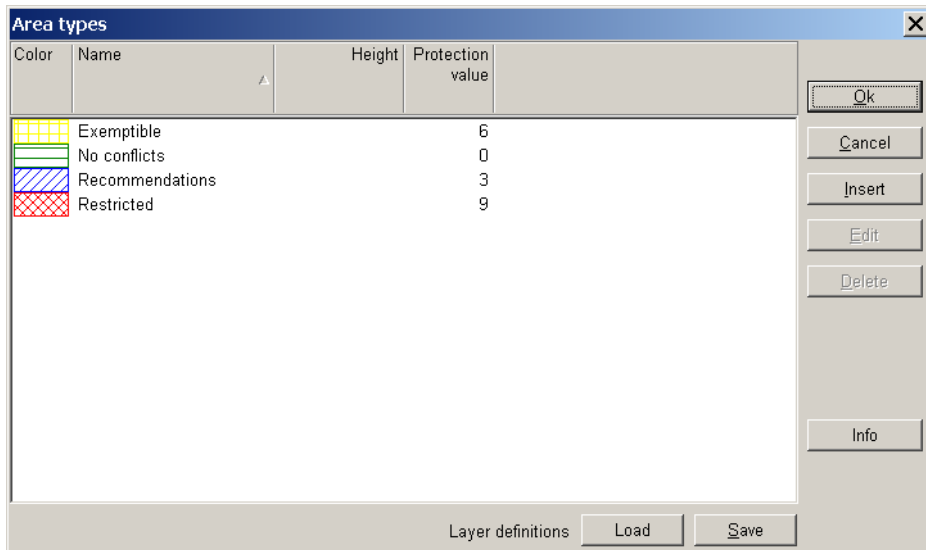 Area types
Color Name Height Protection value
Ok
Exemptible 6
Cancel
No conflicts 0
Recommendations 3
Insert
Restricted 9
Edit
Delete
Info
Layer definitions Load Save